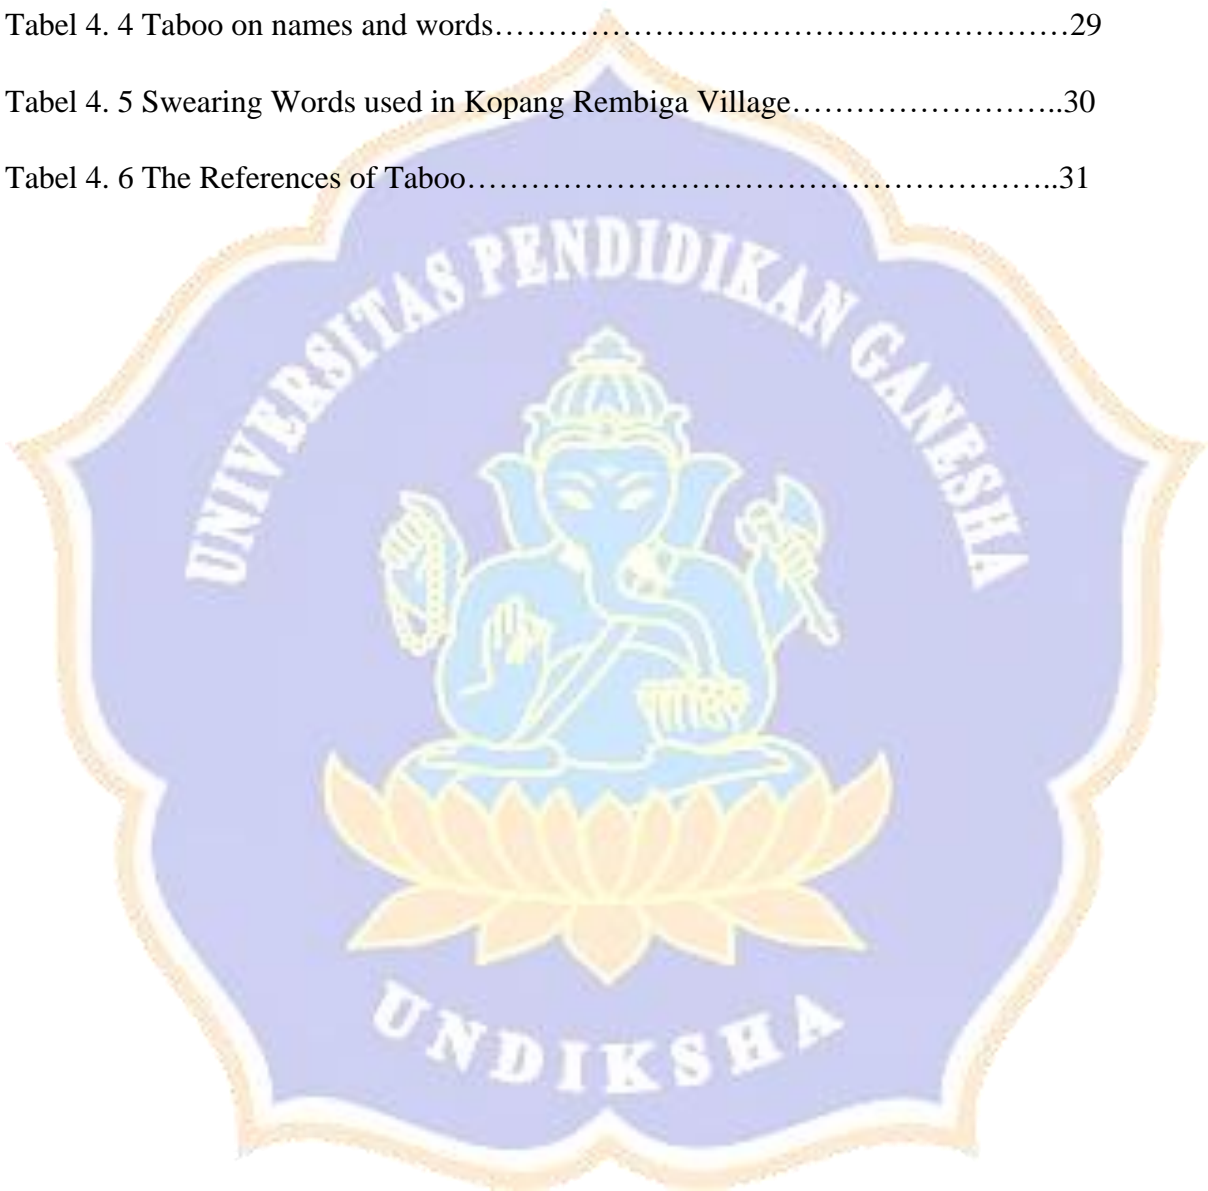 Tabel 4. 4 Taboo on names and words………………………………………………29
Tabel 4. 5 Swearing Words used in Kopang Rembiga Village……………………..30
Tabel 4. 6 The References of Taboo………………………………………………..31
UNIVERSITAS PENDIDIKAN GANESHA
UNDIKSHA